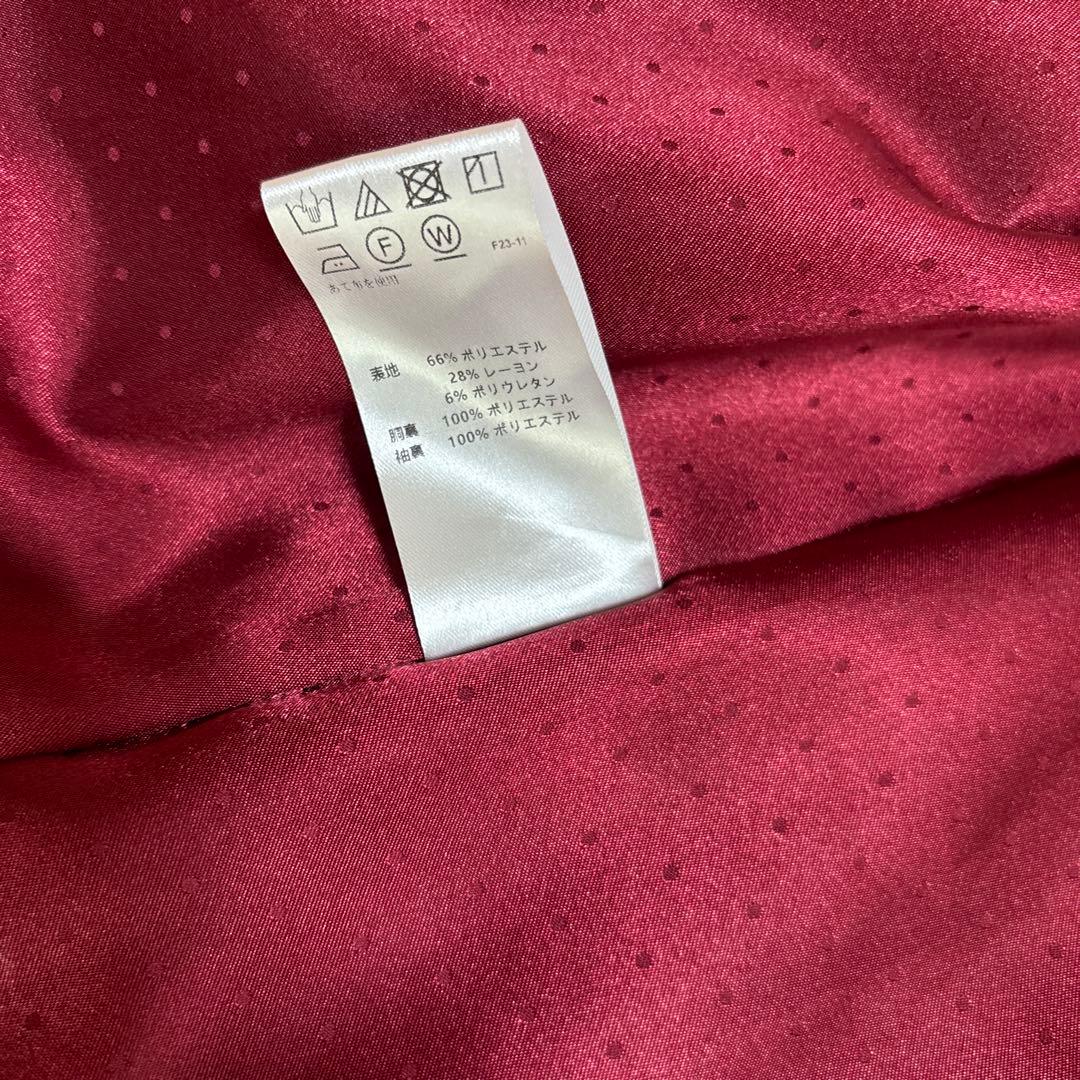 F W F23-11
あて布を使用
表地 66% ポリエステル
28% レーヨン
6% ポリウレタン
胴裏 100% ポリエステル
袖裏 100% ポリエステル